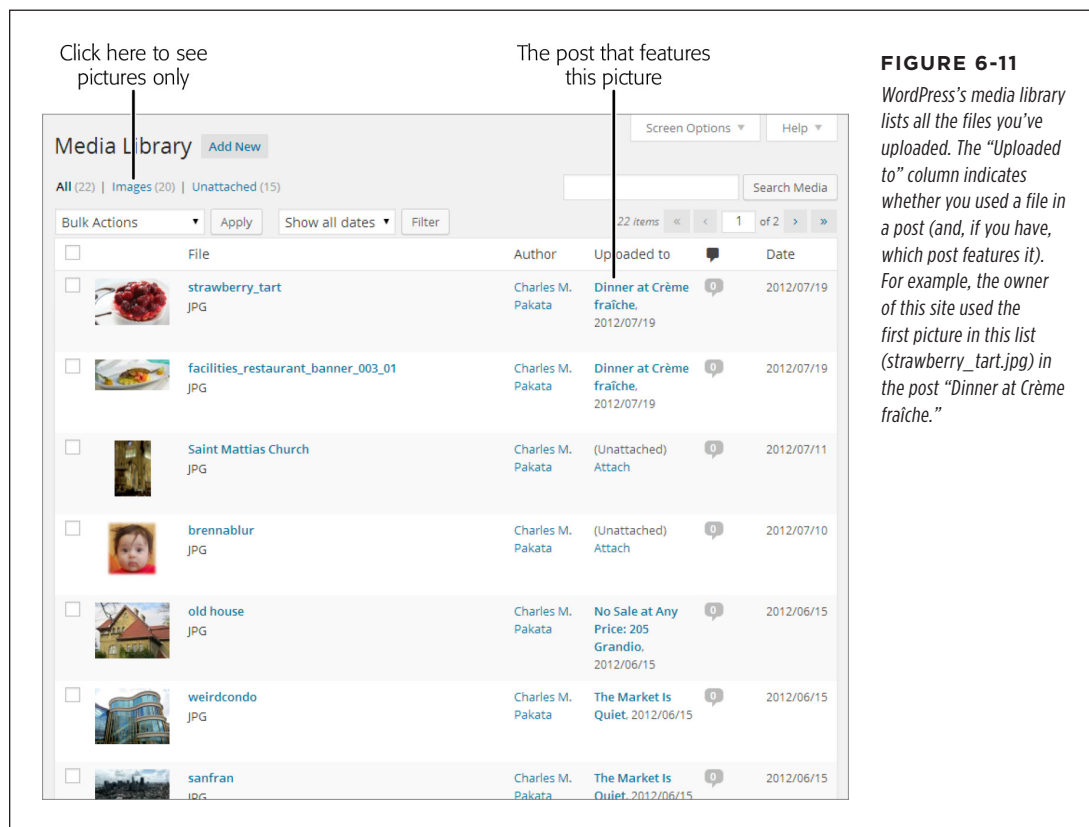 Click here to see
pictures only
The post that features
this picture
Screen Options ▼
Help ▼
Media Library Add New
All (22) | Images (20) | Unattached (15)
Search Media
Bulk Actions ▼ Apply Show all dates ▼ Filter
22 items « ‹ 1 of 2 › »
File Author Uploaded to Date
strawberry_tart
JPG
Charles M.
Pakata
Dinner at Crème
fraîche,
2012/07/19
0
2012/07/19
facilities_restaurant_banner_003_01
JPG
Charles M.
Pakata
Dinner at Crème
fraîche,
2012/07/19
0
2012/07/19
Saint Mattias Church
JPG
Charles M.
Pakata
(Unattached)
Attach
0
2012/07/11
brennablur
JPG
Charles M.
Pakata
(Unattached)
Attach
0
2012/07/10
old house
JPG
Charles M.
Pakata
No Sale at Any
Price: 205
Grandio,
2012/06/15
0
2012/06/15
weirdcondo
JPG
Charles M.
Pakata
The Market Is
Quiet, 2012/06/15
0
2012/06/15
sanfran
JPG
Charles M.
Pakata
The Market Is
Quiet, 2012/06/15
0
2012/06/15
FIGURE 6-11
WordPress's media library
lists all the files you've
uploaded. The “Uploaded
to” column indicates
whether you used a file in
a post (and, if you have,
which post features it).
For example, the owner
of this site used the
first picture in this list
(strawberry_tart.jpg) in
the post “Dinner at Crème
fraîche.”